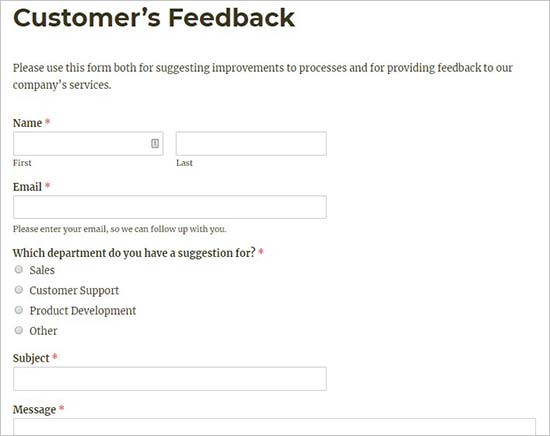 Customer’s Feedback
Please use this form both for suggesting improvements to processes and for providing feedback to our
company’s services.
Name *
First Last
Email *
Please enter your email, so we can follow up with you.
Which department do you have a suggestion for? *
Sales
Customer Support
Product Development
Other
Subject *
Message *